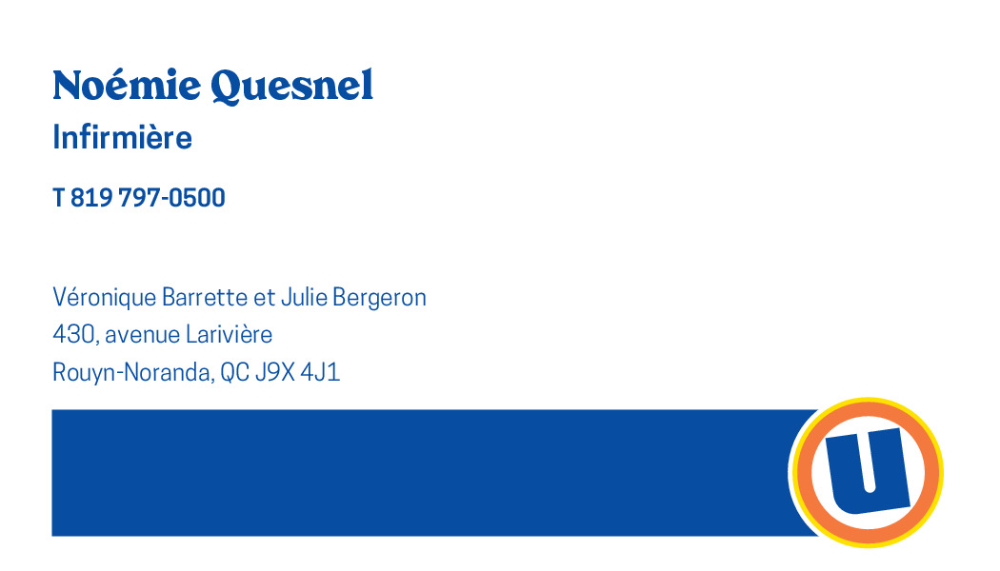 Noémie Quesnel
Infirmière
T 819 797-0500
Véronique Barrette et Julie Bergeron
430, avenue Larivière
Rouyn-Noranda, QC J9X 4J1
U